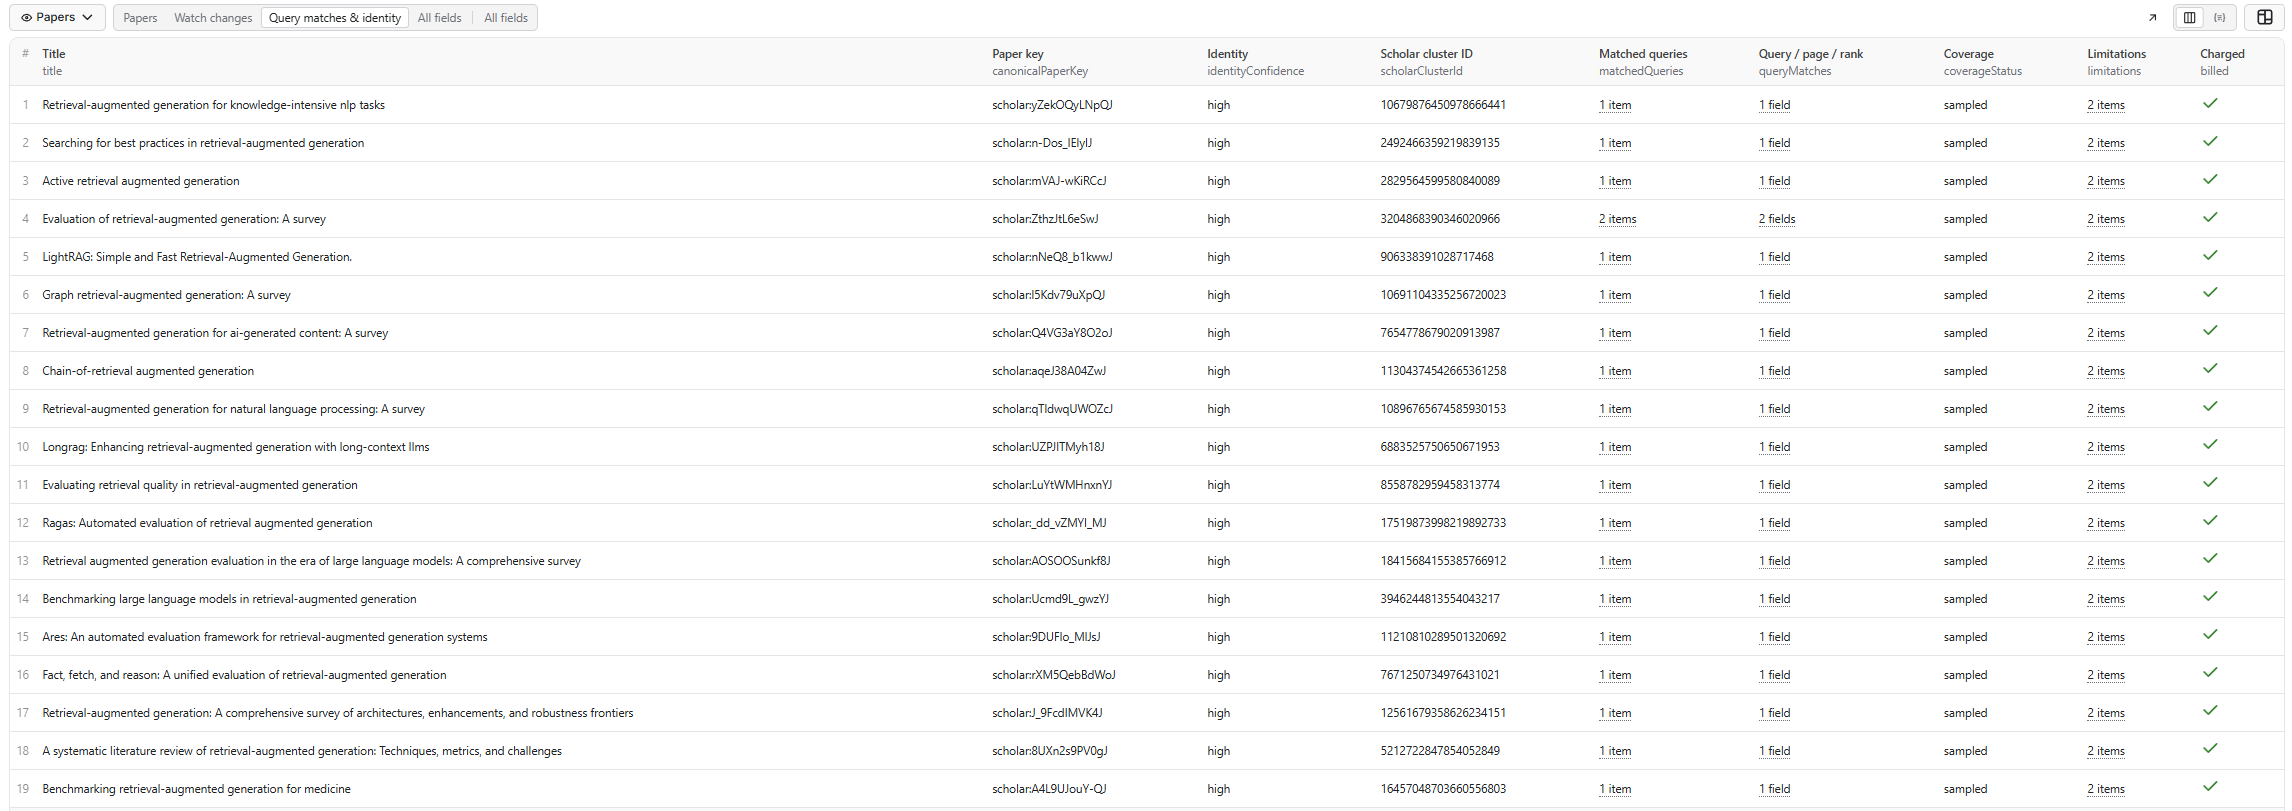 Papers
Papers Watch changes Query matches & identity All fields All fields
# Title Paper key Identity Scholar cluster ID Matched queries Query / page / rank Coverage Limitations Charged
title canonicalPaperKey identityConfidence scholarClusterId matchedQueries queryMatches coverageStatus limitations billed
1 Retrieval-augmented generation for knowledge-intensive nlp tasks scholar:yZekOQyLNpQJ high 10679876450978666441 1 item 1 field sampled 2 items
2 Searching for best practices in retrieval-augmented generation scholar:n-Dos_IEIyIJ high 2492466359219839135 1 item 1 field sampled 2 items
3 Active retrieval augmented generation scholar:mVAJ-wKiRCcJ high 2829564599580840089 1 item 1 field sampled 2 items
4 Evaluation of retrieval-augmented generation: A survey scholar:ZthzJtL6eSwJ high 3204868390346020966 2 items 2 fields sampled 2 items
5 LightRAG: Simple and Fast Retrieval-Augmented Generation. scholar:nNeQ8_b1kwwJ high 906338391028717468 1 item 1 field sampled 2 items
6 Graph retrieval-augmented generation: A survey scholar:l5Kdv79uXpQJ high 10691104335256720023 1 item 1 field sampled 2 items
7 Retrieval-augmented generation for ai-generated content: A survey scholar:Q4VG3aY8O2oJ high 7654778679020913987 1 item 1 field sampled 2 items
8 Chain-of-retrieval augmented generation scholar:aqeJ38A04ZwJ high 11304374542665361258 1 item 1 field sampled 2 items
9 Retrieval-augmented generation for natural language processing: A survey scholar:qTIdwqUWOZcJ high 10896765674585930153 1 item 1 field sampled 2 items
10 Longrag: Enhancing retrieval-augmented generation with long-context llms scholar:UZPJITMyh18J high 6883525750650671953 1 item 1 field sampled 2 items
11 Evaluating retrieval quality in retrieval-augmented generation scholar:LuYtWMHnxnYJ high 8558782959458313774 1 item 1 field sampled 2 items
12 Ragas: Automated evaluation of retrieval augmented generation scholar:_dd_vZMYI_MJ high 17519873998219892733 1 item 1 field sampled 2 items
13 Retrieval augmented generation evaluation in the era of large language models: A comprehensive survey scholar:AOSOOSunkf8J high 18415684155385766912 1 item 1 field sampled 2 items
14 Benchmarking large language models in retrieval-augmented generation scholar:Ucmd9L_gwzYJ high 3946244813554043217 1 item 1 field sampled 2 items
15 Ares: An automated evaluation framework for retrieval-augmented generation systems scholar:9DUFlo_MlJsJ high 11210810289501320692 1 item 1 field sampled 2 items
16 Fact, fetch, and reason: A unified evaluation of retrieval-augmented generation scholar:rXM5QebBdWoJ high 7671250734976431021 1 item 1 field sampled 2 items
17 Retrieval-augmented generation: A comprehensive survey of architectures, enhancements, and robustness frontiers scholar:J_9FcdIMVK4J high 12561679358626234151 1 item 1 field sampled 2 items
18 A systematic literature review of retrieval-augmented generation: Techniques, metrics, and challenges scholar:8UXn2s9PV0gJ high 5212722847854052849 1 item 1 field sampled 2 items
19 Benchmarking retrieval-augmented generation for medicine scholar:A4L9UJouY-QJ high 16457048703660556803 1 item 1 field sampled 2 items